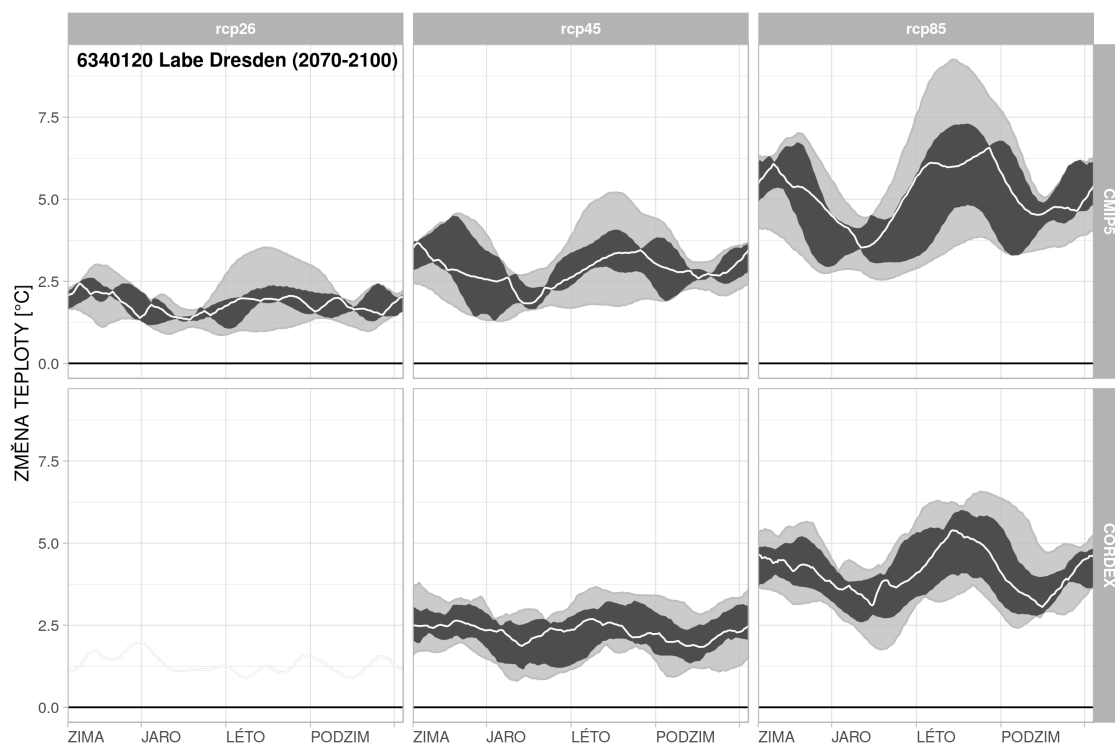 rcp26 rcp45 rcp85
6340120 Labe Dresden (2070-2100)
ZMĚNA TEPLOTY [°C]
7.5
5.0
2.5
0.0
CMIP5
7.5
5.0
2.5
0.0
CORDEX
ZIMA JARO LÉTO PODZIM ZIMA JARO LÉTO PODZIM ZIMA JARO LÉTO PODZIM